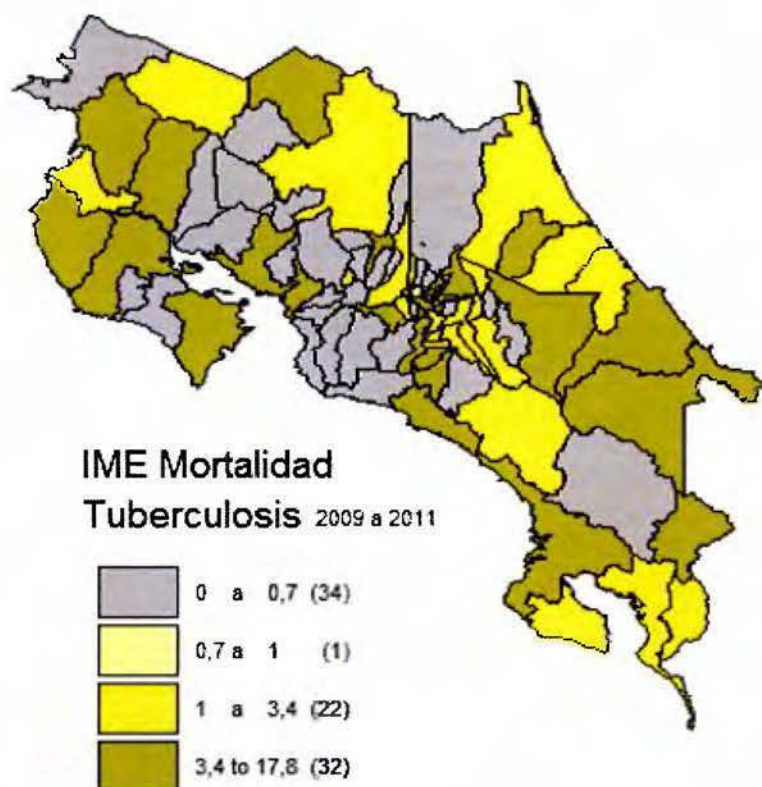 IME Mortalidad
Tuberculosis 2009 a 2011
0 a 0,7 (34)
0,7 a 1 (1)
1 a 3,4 (22)
3,4 to 17,8 (32)